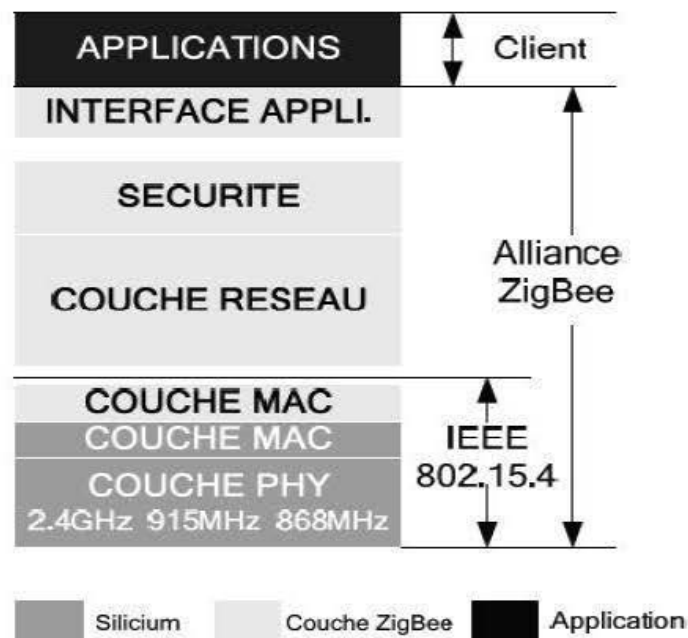 APPLICATIONS
Client
INTERFACE APPLI.
SECURITE
COUCHE RESEAU
Alliance
ZigBee
COUCHE MAC
COUCHE MAC
COUCHE PHY
2.4GHz 915MHz 868MHz
IEEE
802.15.4
Silicium
Couche ZigBee
Application